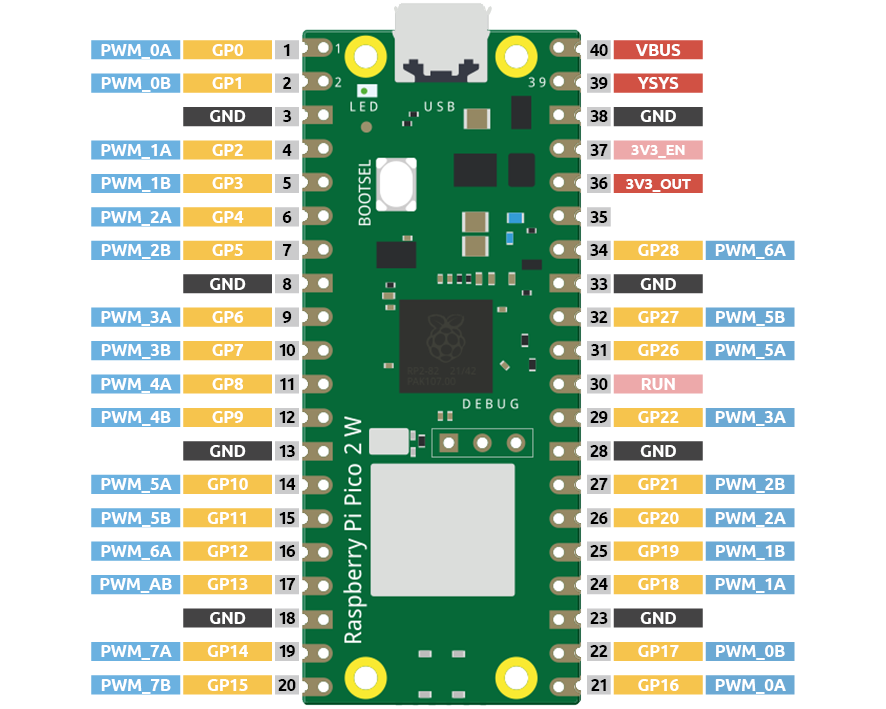 PWM_0A GP0 1 1 40 VBUS
PWM_0B GP1 2 2 39 39 YSYS
LED USB
GND 3 38 GND
PWM_1A GP2 4 37 3V3_EN
PWM_1B GP3 5 BOOTSEL 36 3V3_OUT
PWM_2A GP4 6 35
PWM_2B GP5 7 34 GP28 PWM_6A
GND 8 33 GND
PWM_3A GP6 9 32 GP27 PWM_5B
PWM_3B GP7 10 31 GP26 PWM_5A
PWM_4A GP8 11 30 RUN
DEBUG
PWM_4B GP9 12 29 GP22 PWM_3A
GND 13 28 GND
PWM_5A GP10 14 27 GP21 PWM_2B
PWM_5B GP11 15 Raspberry Pi Pico 2 W 26 GP20 PWM_2A
PWM_6A GP12 16 25 GP19 PWM_1B
PWM_AB GP13 17 24 GP18 PWM_1A
GND 18 23 GND
PWM_7A GP14 19 22 GP17 PWM_0B
PWM_7B GP15 20 21 GP16 PWM_0A